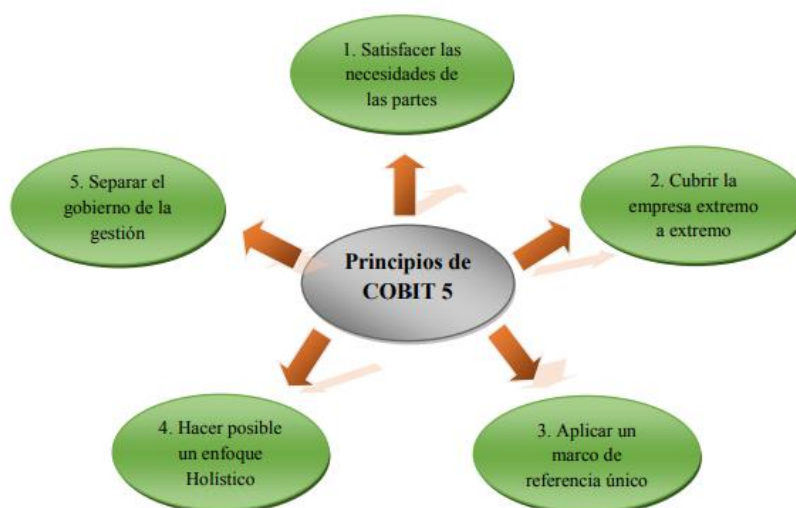 1. Satisfacer las
necesidades de
las partes
5. Separar el
gobierno de la
gestión
2. Cubrir la
empresa extremo
a extremo
Principios de
COBIT 5
4. Hacer posible
un enfoque
Holístico
3. Aplicar un
marco de
referencia único